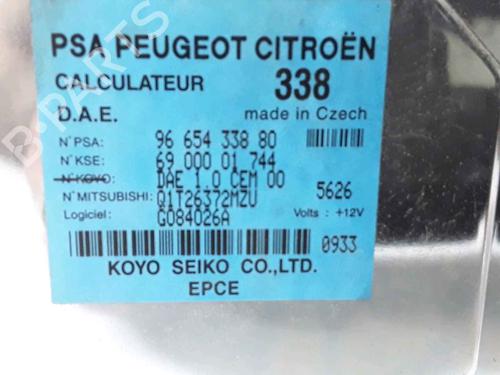 PSA PEUGEOT CITROËN
CALCULATEUR 338
D.A.E. made in Czech
N°PSA: 96 654 338 80
N°KSE: 69 000 01 744
N°KOYO: DAE 1.0 CEM 00
N°MITSUBISHI: Q1T26372MZU 5626
Logiciel: G084026A Volts : +12V
0933
KOYO SEIKO CO.,LTD.
EPCE
B-PARTS